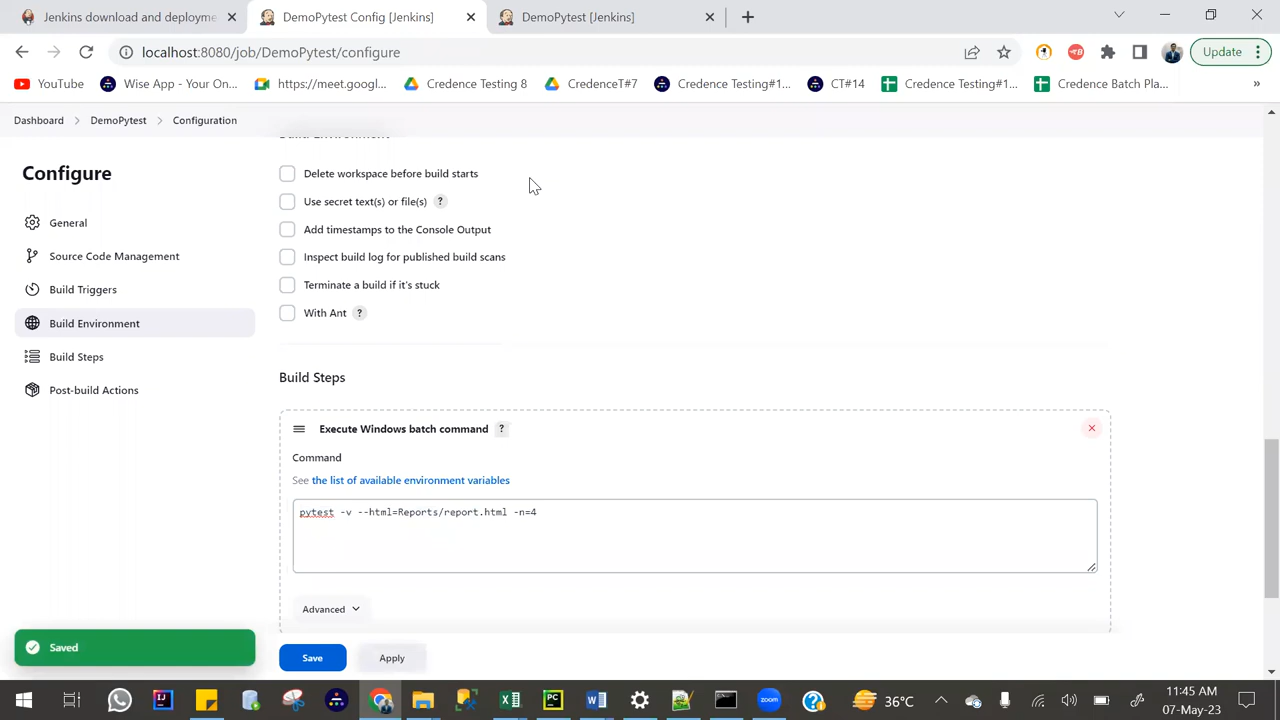 Jenkins download and deployme
DemoPytest Config [Jenkins]
DemoPytest [Jenkins]
localhost:8080/job/DemoPytest/configure
Update
YouTube
Wise App - Your On...
https://meet.googl...
Credence Testing 8
CredenceT#7
Credence Testing#1...
CT#14
Credence Testing#1...
Credence Batch Pla...
»
Dashboard > DemoPytest > Configuration
Configure
General
Source Code Management
Build Triggers
Build Environment
Build Steps
Post-build Actions
Build Environment
Delete workspace before build starts
Use secret text(s) or file(s) ?
Add timestamps to the Console Output
Inspect build log for published build scans
Terminate a build if it's stuck
With Ant ?
Build Steps
Execute Windows batch command ?
Command
See the list of available environment variables
pytest -v --html=Reports/report.html -n=4
Advanced
Saved
Save
Apply
36°C
11:45 AM
07-May-23